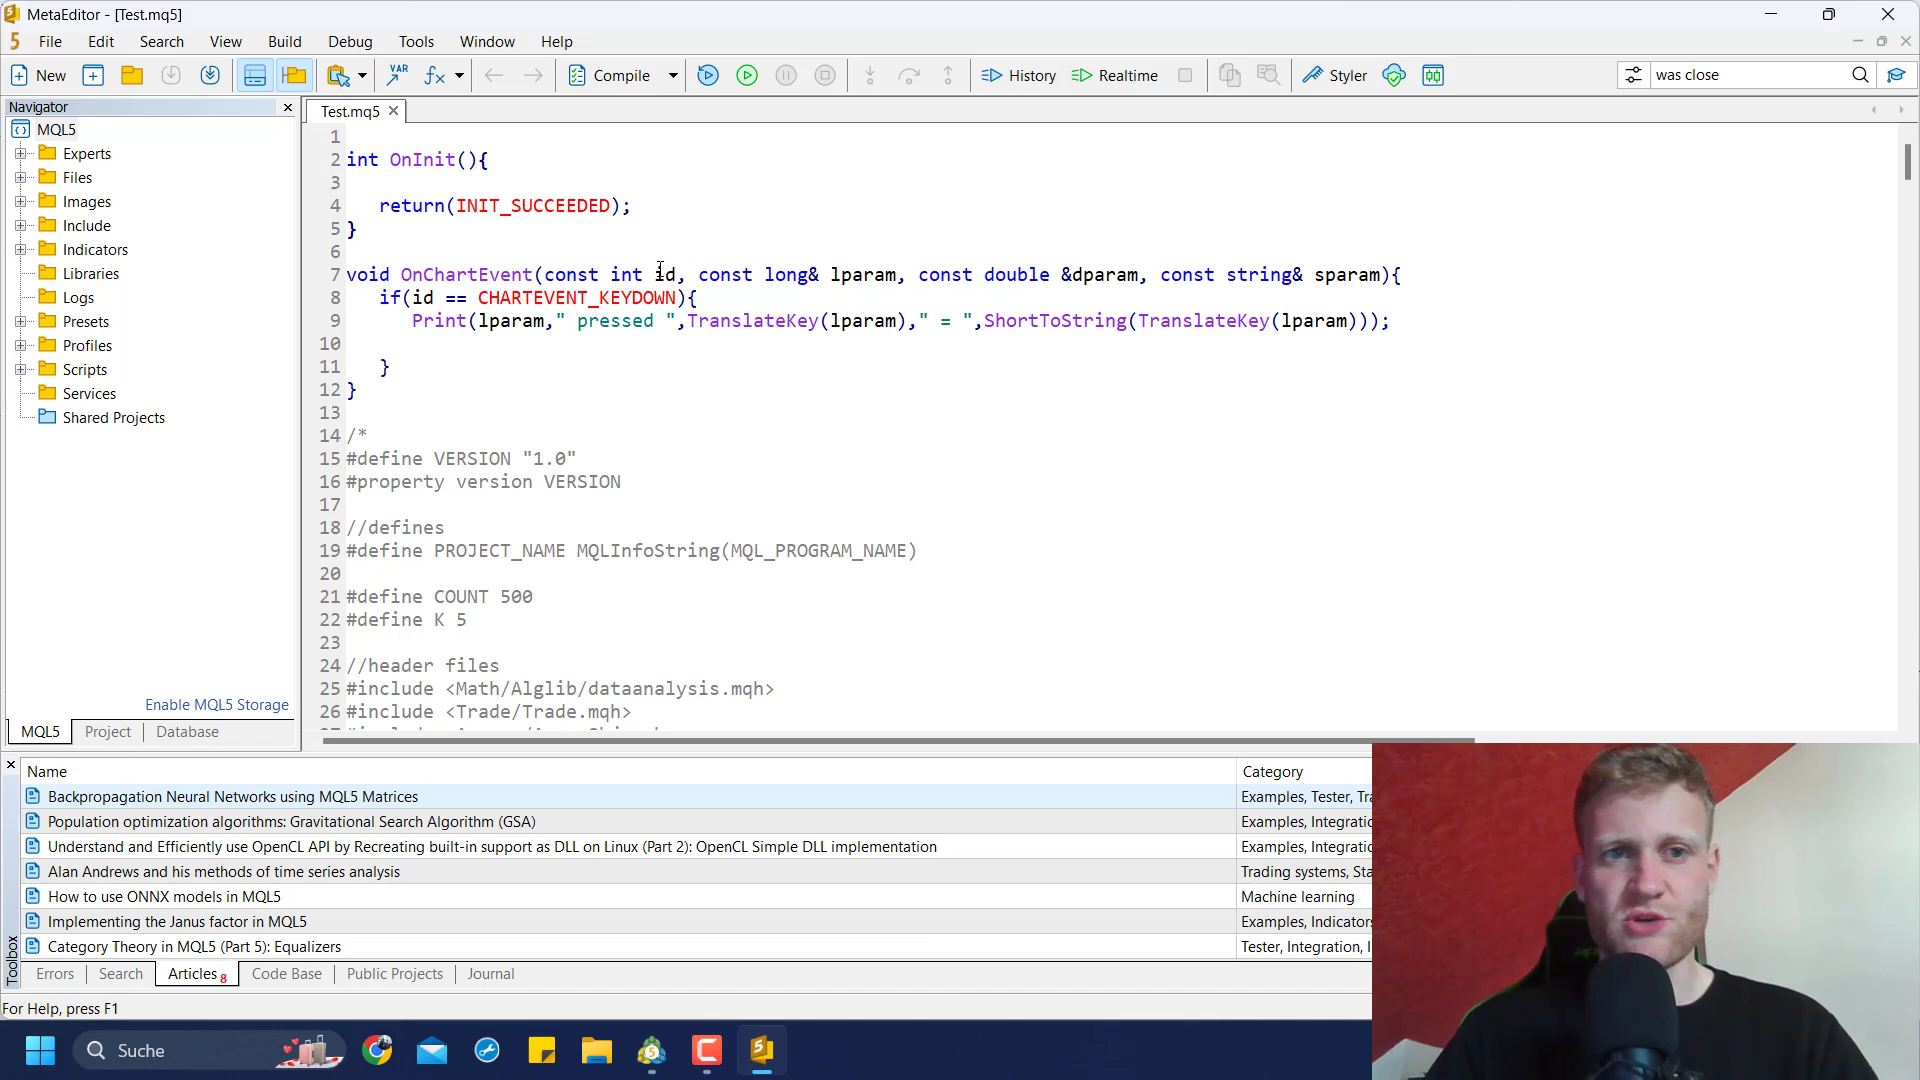 MetaEditor - [Test.mq5]
File Edit Search View Build Debug Tools Window Help
New VAR Compile History Realtime Styler was close
Navigator
MQL5
Experts
Files
Images
Include
Indicators
Libraries
Logs
Presets
Profiles
Scripts
Services
Shared Projects
Enable MQL5 Storage
MQL5 Project Database
Test.mq5
1
2 int OnInit(){
3
4 return(INIT_SUCCEEDED);
5 }
6
7 void OnChartEvent(const int id, const long& lparam, const double &dparam, const string& sparam){
8 if(id == CHARTEVENT_KEYDOWN){
9 Print(lparam," pressed ",TranslateKey(lparam)," = ",ShortToString(TranslateKey(lparam)));
10
11 }
12 }
13
14 /*
15 #define VERSION "1.0"
16 #property version VERSION
17
18 //defines
19 #define PROJECT_NAME MQLInfoString(MQL_PROGRAM_NAME)
20
21 #define COUNT 500
22 #define K 5
23
24 //header files
25 #include <Math/Alglib/dataanalysis.mqh>
26 #include <Trade/Trade.mqh>
Name Category
Backpropagation Neural Networks using MQL5 Matrices Examples, Tester,
Population optimization algorithms: Gravitational Search Algorithm (GSA) Examples,
Understand and Efficiently use OpenCL API by Recreating built-in support as DLL on Linux (Part 2): OpenCL Simple DLL implementation Examples,
Alan Andrews and his methods of time series analysis Trading systems,
How to use ONNX models in MQL5 Machine learning
Implementing the Janus factor in MQL5 Examples,
Category Theory in MQL5 (Part 5): Equalizers Tester, Integration,
Toolbox
Errors Search Articles 8 Code Base Public Projects Journal
For Help, press F1
Suche